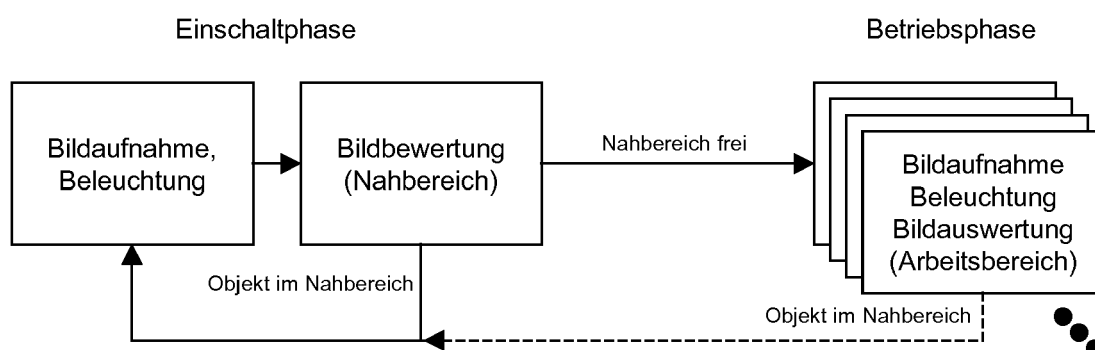 Einschaltphase
Betriebsphase
Bildaufnahme,
Beleuchtung
Bildbewertung
(Nahbereich)
Nahbereich frei
Bildaufnahme
Beleuchtung
Bildauswertung
(Arbeitsbereich)
Objekt im Nahbereich
Objekt im Nahbereich